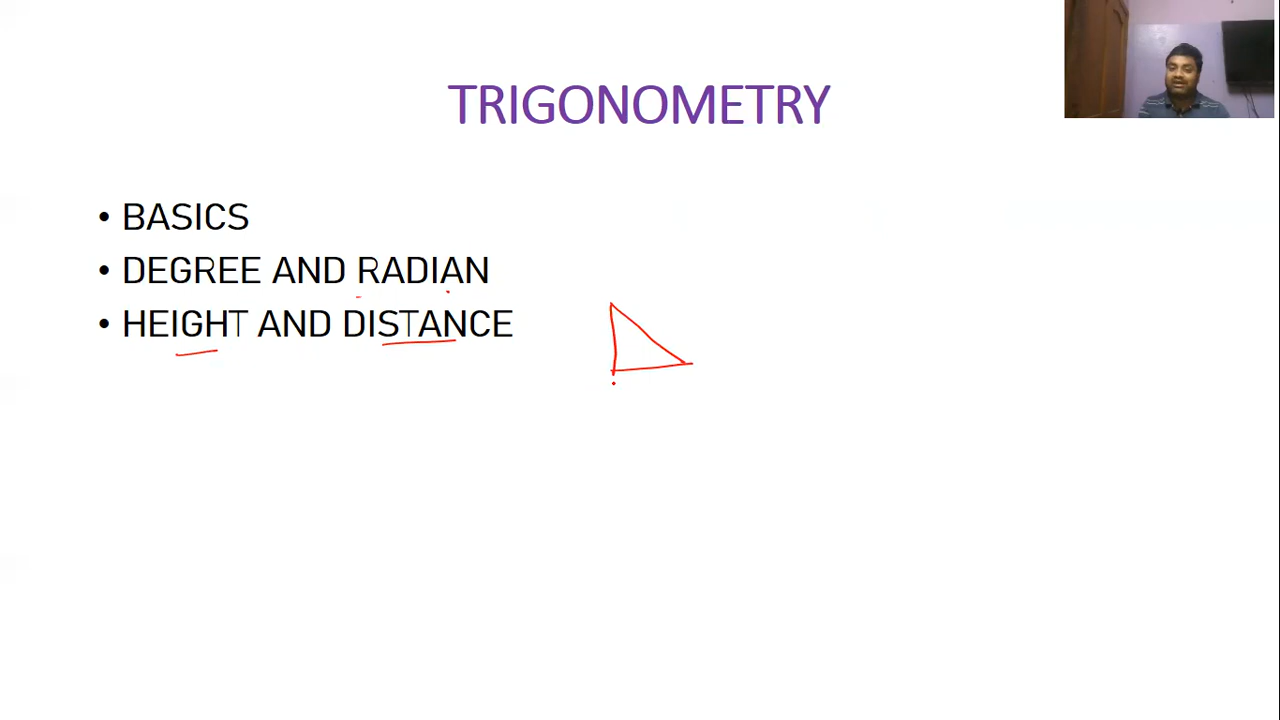 TRIGONOMETRY
• BASICS
• DEGREE AND RADIAN
• HEIGHT AND DISTANCE